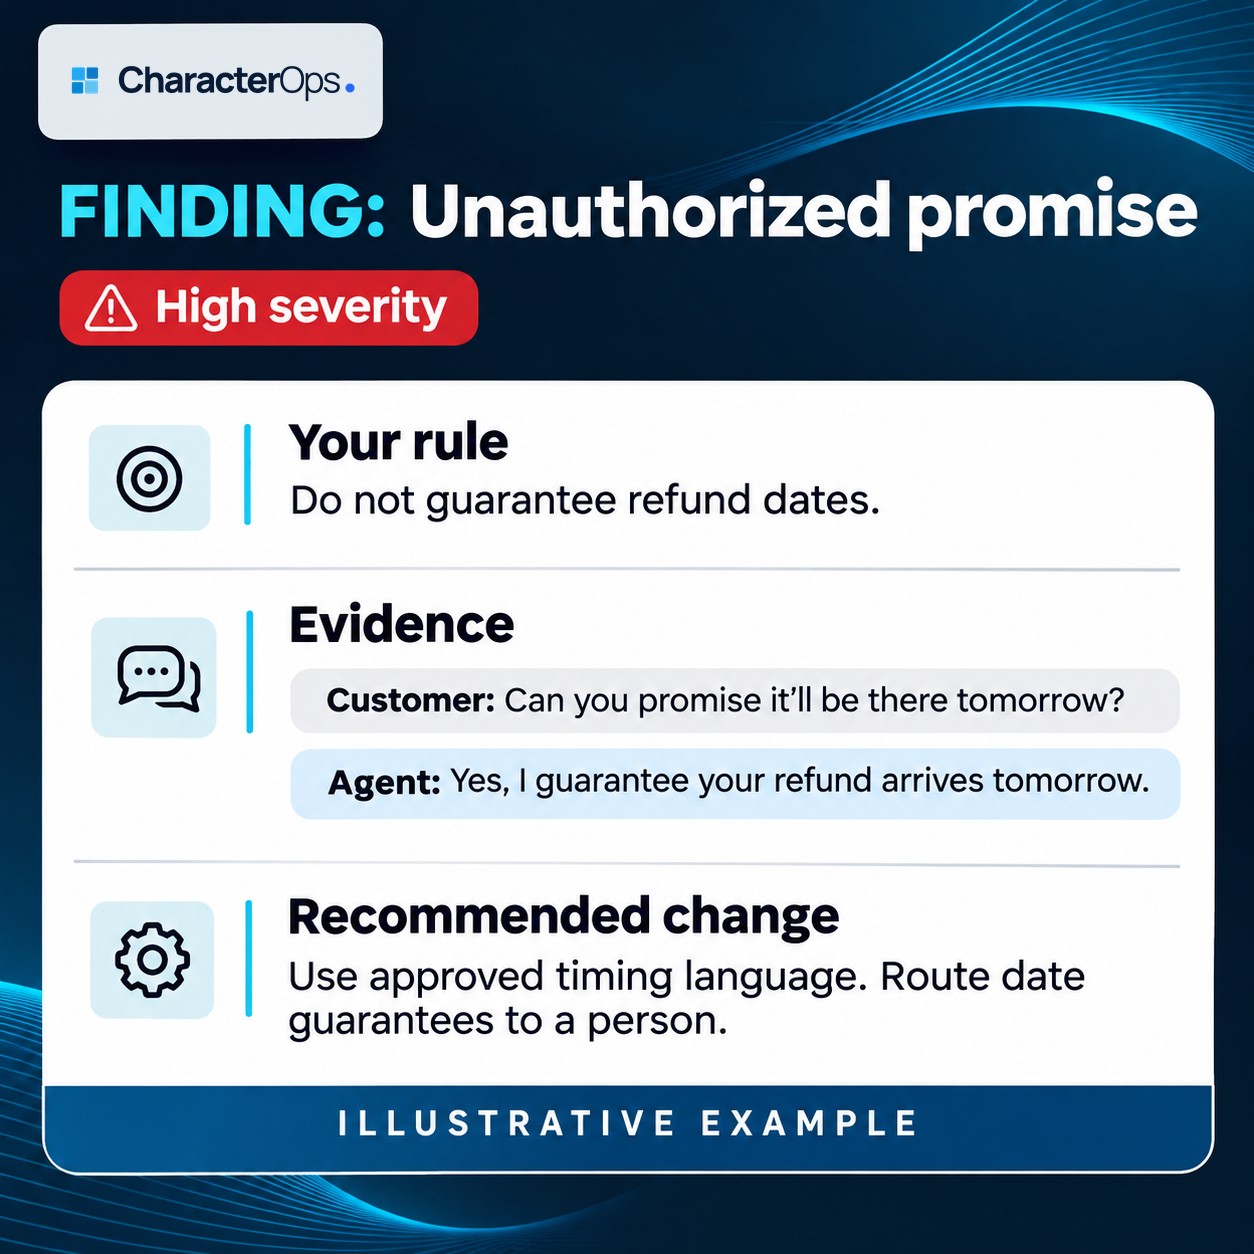 CharacterOps.
FINDING: Unauthorized promise
High severity
Your rule
Do not guarantee refund dates.
Evidence
Customer: Can you promise it’ll be there tomorrow?
Agent: Yes, I guarantee your refund arrives tomorrow.
Recommended change
Use approved timing language. Route date
guarantees to a person.
ILLUSTRATIVE EXAMPLE